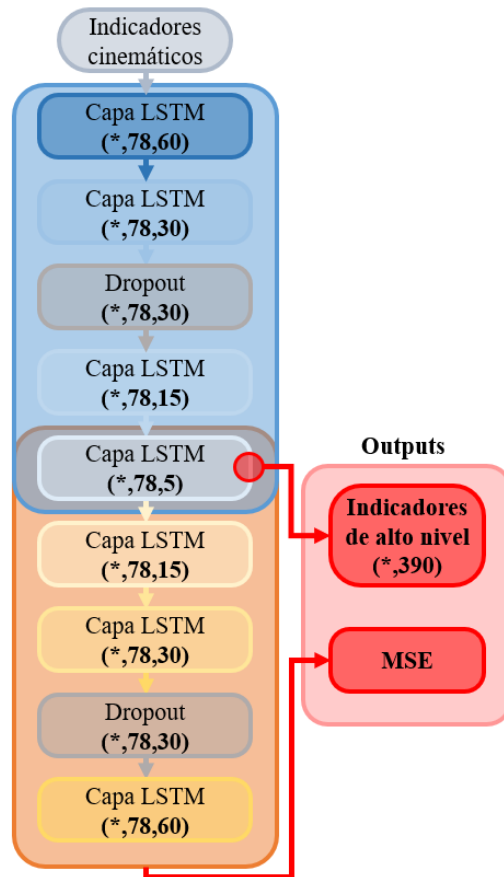 Indicadores
cinemáticos
Capa LSTM
(*,78,60)
Capa LSTM
(*,78,30)
Dropout
(*,78,30)
Capa LSTM
(*,78,15)
Capa LSTM
(*,78,5)
Capa LSTM
(*,78,15)
Capa LSTM
(*,78,30)
Dropout
(*,78,30)
Capa LSTM
(*,78,60)
Outputs
Indicadores
de alto nivel
(*,390)
MSE